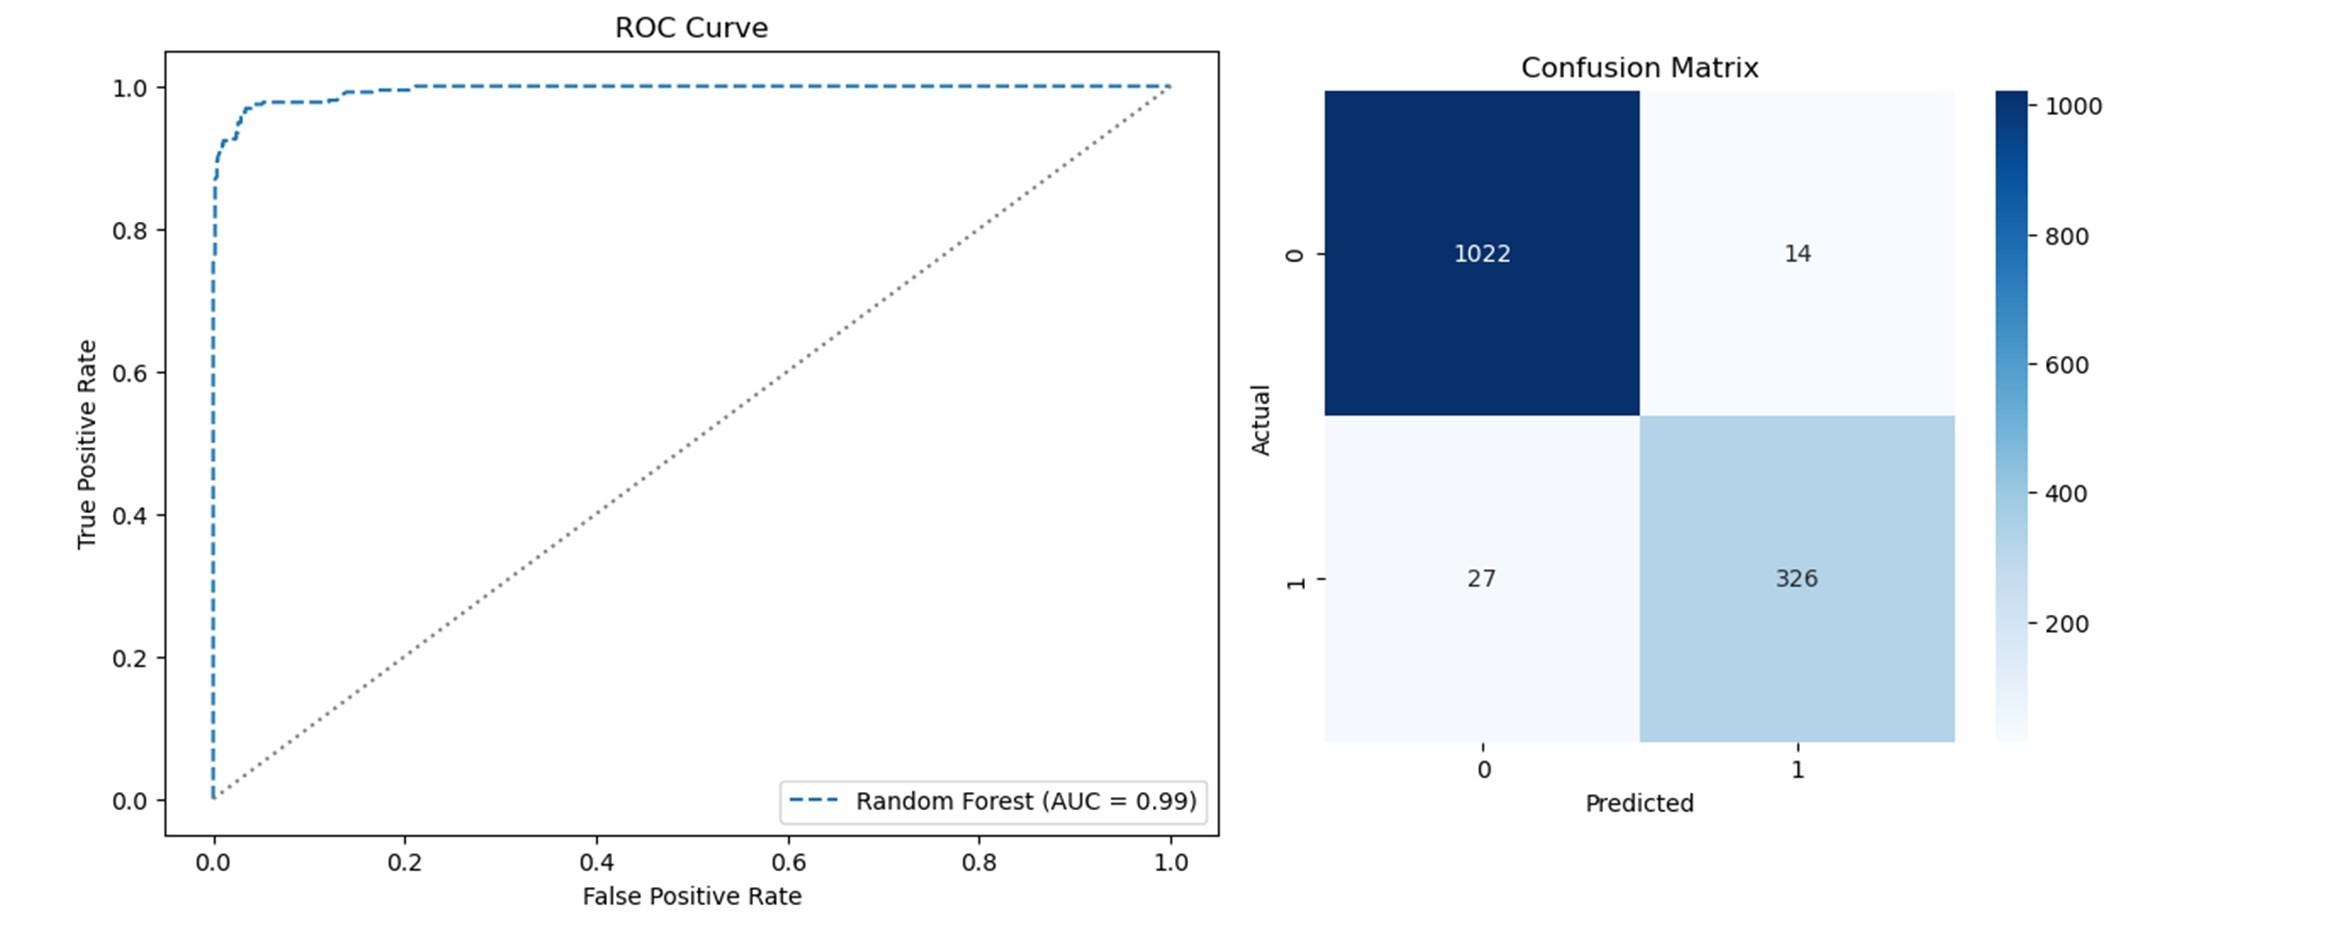 ROC Curve
1.0
0.8
0.6
0.4
0.2
0.0
True Positive Rate
0.0 0.2 0.4 0.6 0.8 1.0
False Positive Rate
Random Forest (AUC = 0.99)
Confusion Matrix
1022 14
27 326
0
1
Actual
0 1
Predicted
1000
800
600
400
200